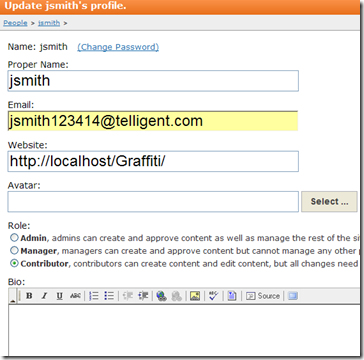 Update jsmith's profile.
People > jsmith >
Name: jsmith (Change Password)
Proper Name:
jsmith
Email:
jsmith123414@telligent.com
Website:
http://localhost/Graffiti/
Avatar:
Select ...
Role:
Admin, admins can create and approve content as well as manage the rest of the si
Manager, managers can create and approve content but cannot manage any other p
Contributor, contributors can create content and edit content, but all changes need
Bio:
B I U ABC Source